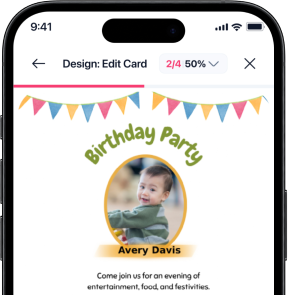 9:41
Design: Edit Card 2/4 50%
Birthday Party
Avery Davis
Come join us for an evening of
entertainment, food, and festivities.